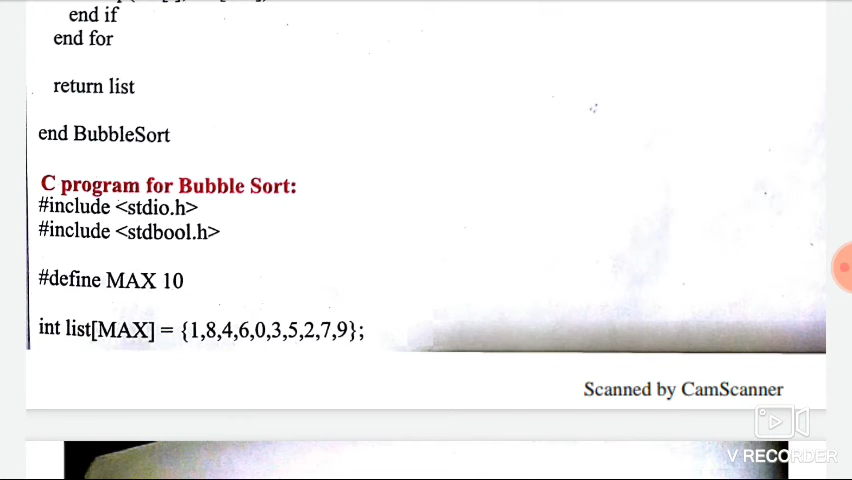 end if
end for
return list
end BubbleSort
C program for Bubble Sort:
#include <stdio.h>
#include <stdbool.h>
#define MAX 10
int list[MAX] = {1,8,4,6,0,3,5,2,7,9};
Scanned by CamScanner
V RECORDER